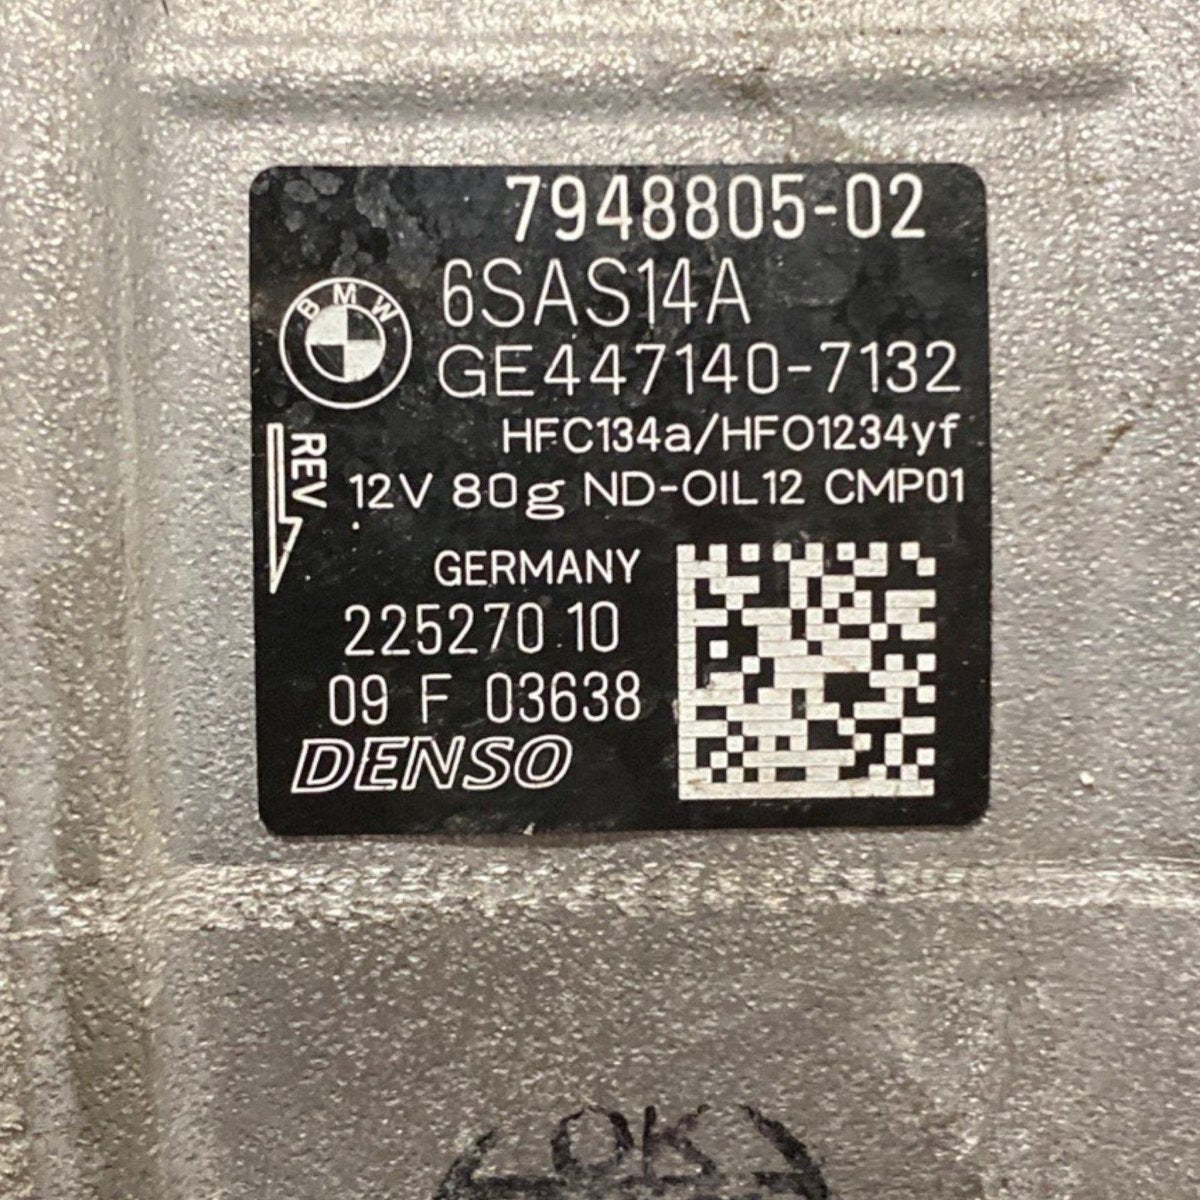 7948805-02
BMW
6SAS14A
GE447140-7132
HFC134a/HFO1234yf
REV
12V 80g ND-OIL12 CMP01
GERMANY
225270 10
09 F 03638
DENSO
OK